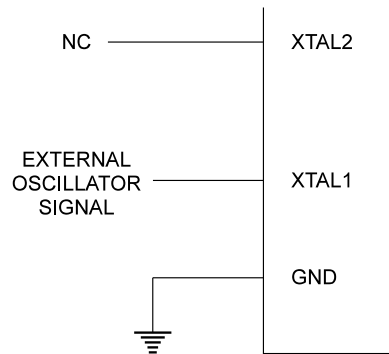 NC
XTAL2
EXTERNAL
OSCILLATOR
SIGNAL
XTAL1
GND